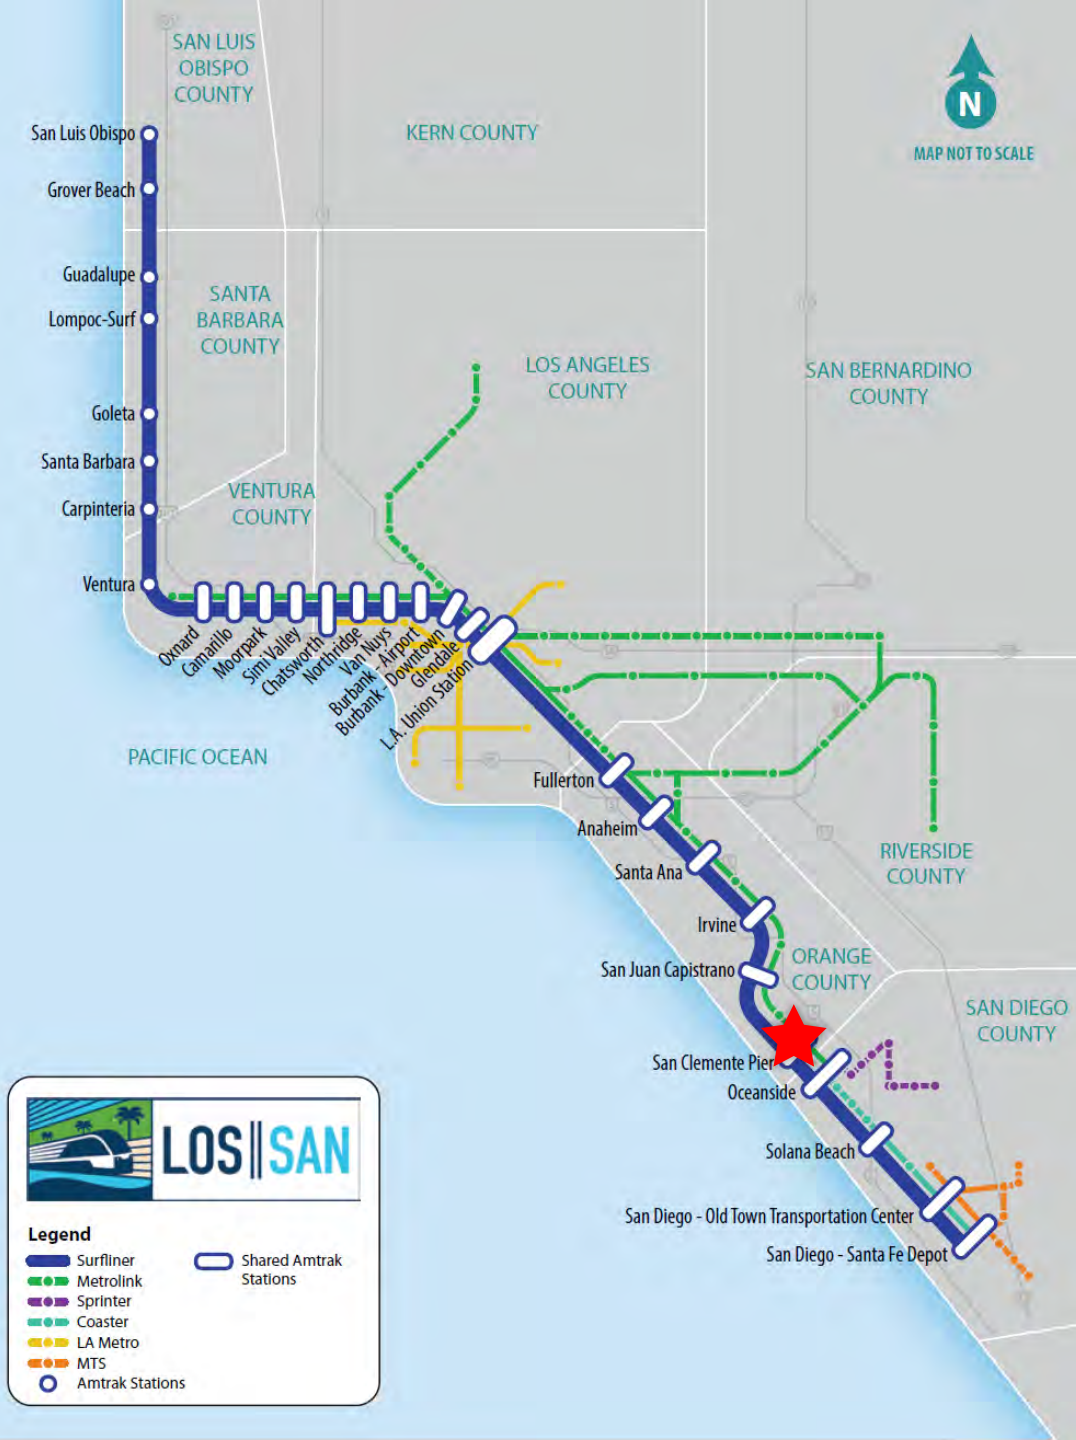 SAN LUIS
OBISPO
COUNTY
KERN COUNTY
N
MAP NOT TO SCALE
San Luis Obispo
Grover Beach
Guadalupe
Lompoc-Surf
Goleta
Santa Barbara
Carpinteria
Ventura
SANTA
BARBARA
COUNTY
LOS ANGELES
COUNTY
SAN BERNARDINO
COUNTY
VENTURA
COUNTY
Oxnard
Camarillo
Moorpark
Simi Valley
Chatsworth
Northridge
Van Nuys
Burbank - Airport
Burbank - Downtown
Glendale
L.A. Union Station
PACIFIC OCEAN
Fullerton
Anaheim
Santa Ana
Irvine
San Juan Capistrano
RIVERSIDE
COUNTY
ORANGE
COUNTY
SAN DIEGO
COUNTY
San Clemente Pier
Oceanside
Solana Beach
San Diego - Old Town Transportation Center
San Diego - Santa Fe Depot
LOS SAN
Legend
Surfliner
Metrolink
Sprinter
Coaster
LA Metro
MTS
Amtrak Stations
Shared Amtrak
Stations